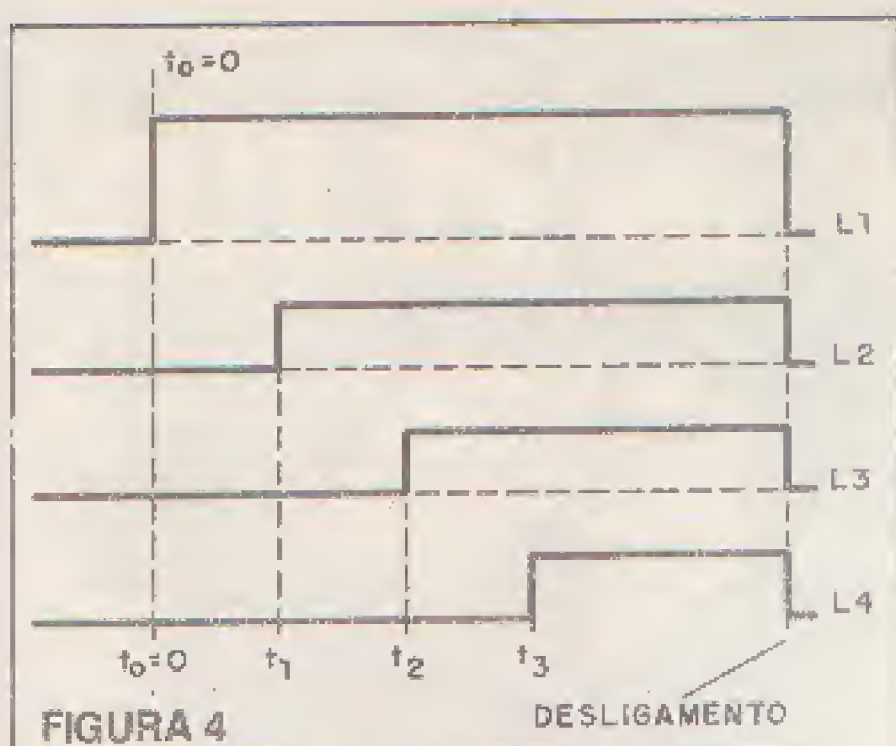 t₀=0
L1
L2
L3
L4
t₀=0 t₁ t₂ t₃
DESLIGAMENTO
FIGURA 4